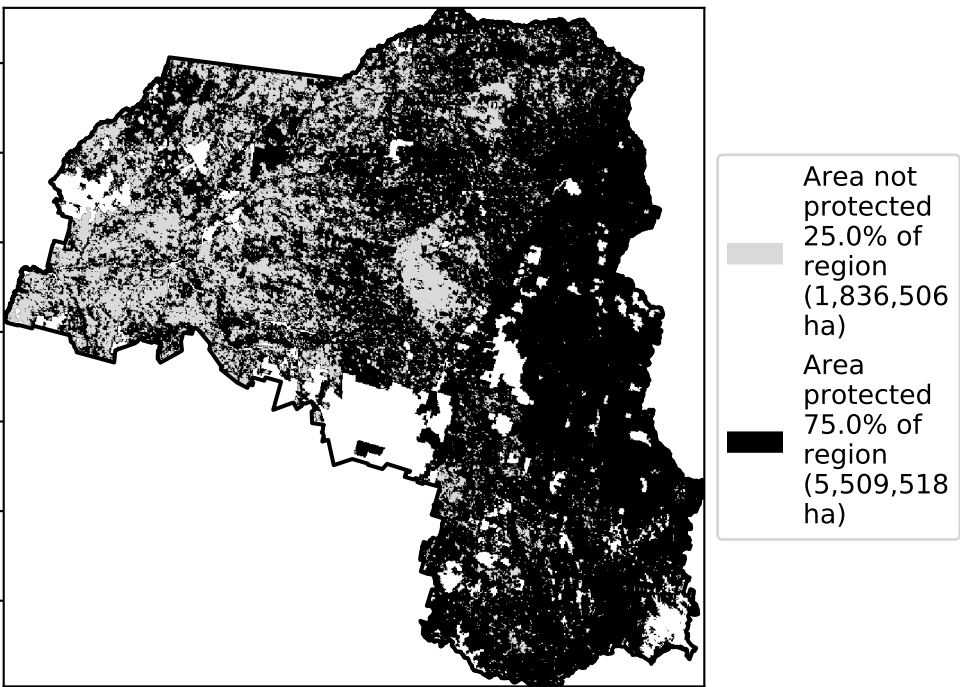 Area not
protected
25.0% of
region
(1,836,506
ha)
Area
protected
75.0% of
region
(5,509,518
ha)